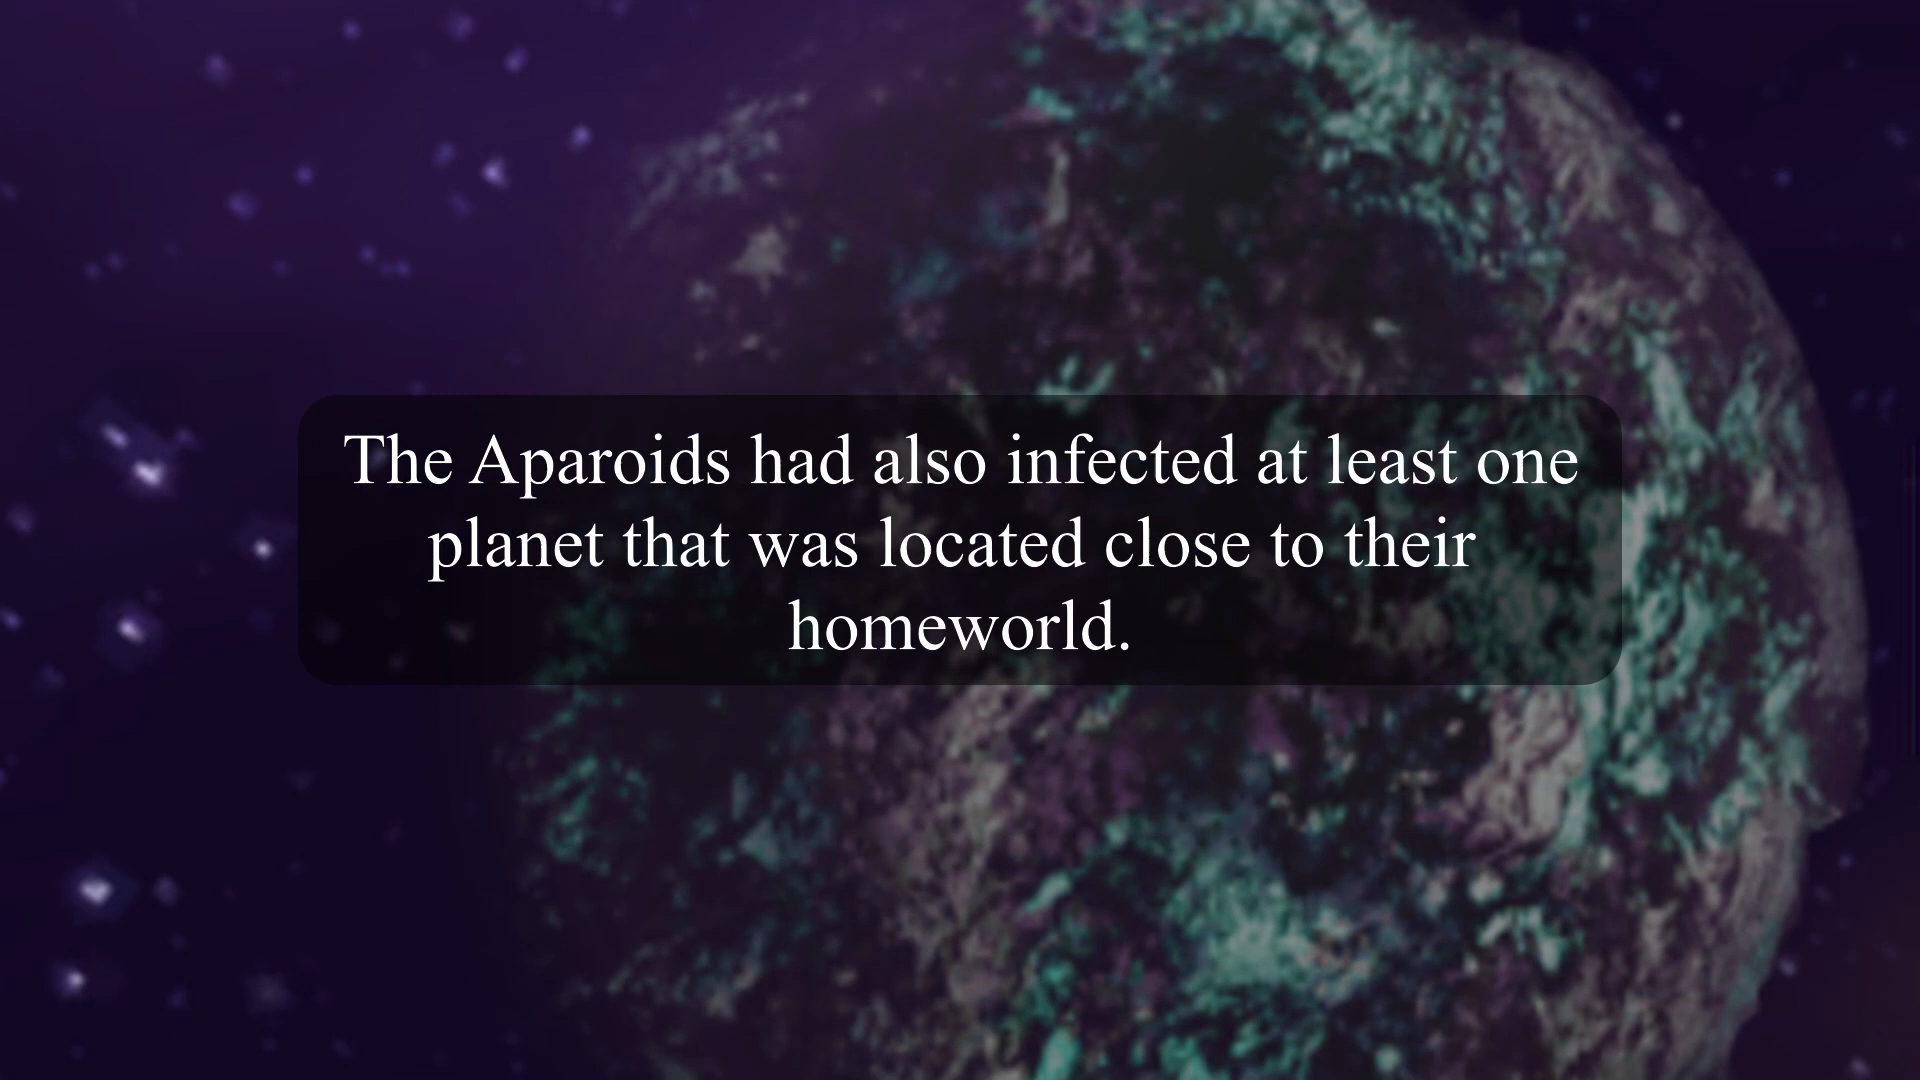 The Aparoids had also infected at least one
planet that was located close to their
homeworld.